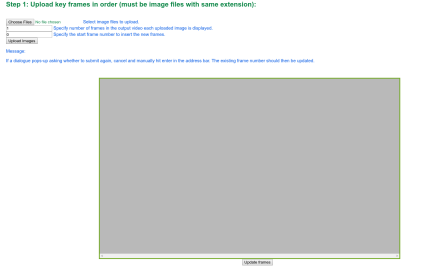 Step 1: Upload key frames in order (must be image files with same extension):
Choose Files No file chosen Select image files to upload.
1 Specify number of frames in the output video each uploaded image is displayed.
0 Specify the start frame number to insert the new frames.
Upload Images
Message:
If a dialogue pops up asking whether to submit again, cancel and manually hit enter in the address bar. The existing frame number should then be updated.
Update frames